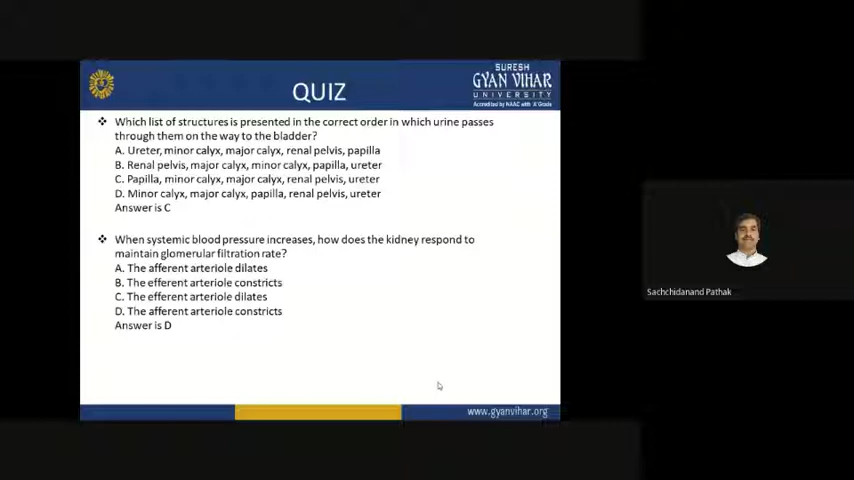 QUIZ
SURESH
GYAN VIHAR
UNIVERSITY
Accredited by NAAC with 'A' Grade
❖ Which list of structures is presented in the correct order in which urine passes
through them on the way to the bladder?
A. Ureter, minor calyx, major calyx, renal pelvis, papilla
B. Renal pelvis, major calyx, minor calyx, papilla, ureter
C. Papilla, minor calyx, major calyx, renal pelvis, ureter
D. Minor calyx, major calyx, papilla, renal pelvis, ureter
Answer is C
❖ When systemic blood pressure increases, how does the kidney respond to
maintain glomerular filtration rate?
A. The afferent arteriole dilates
B. The efferent arteriole constricts
C. The efferent arteriole dilates
D. The afferent arteriole constricts
Answer is D
www.gyanvihar.org
Sachchidanand Pathak